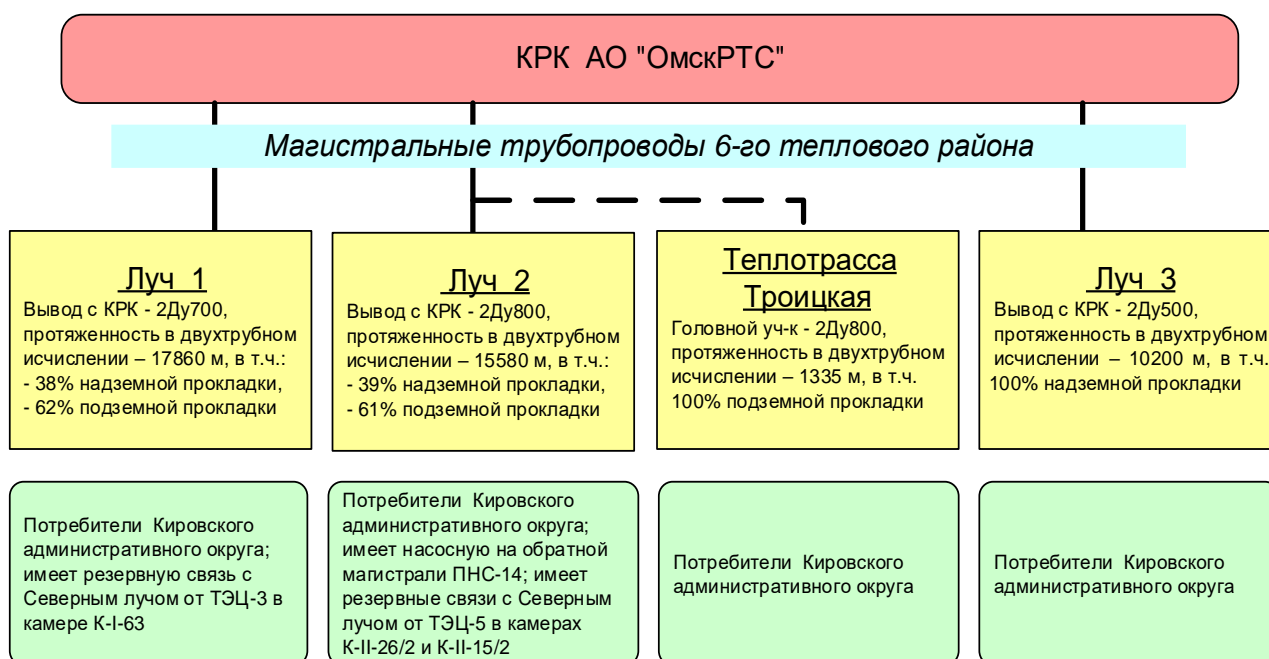 КРК АО "ОмскРТС"
Магистральные трубопроводы 6-го теплового района
Луч 1
Вывод с КРК - 2Ду700,
протяженность в двухтрубном
исчислении – 17860 м, в т.ч.:
- 38% надземной прокладки,
- 62% подземной прокладки
Луч 2
Вывод с КРК - 2Ду800,
протяженность в двухтрубном
исчислении – 15580 м, в т.ч.:
- 39% надземной прокладки,
- 61% подземной прокладки
Теплотрасса
Троицкая
Головной уч-к - 2Ду800,
протяженность в двухтрубном
исчислении – 1335 м, в т.ч.
100% подземной прокладки
Луч 3
Вывод с КРК - 2Ду500,
протяженность в двухтрубном
исчислении – 10200 м, в т.ч.
100% надземной прокладки
Потребители Кировского
административного округа;
имеет резервную связь с
Северным лучом от ТЭЦ-3 в
камере К-I-63
Потребители Кировского
административного округа;
имеет насосную на обратной
магистрали ПНС-14; имеет
резервные связи с Северным
лучом от ТЭЦ-5 в камерах
К-II-26/2 и К-II-15/2
Потребители Кировского
административного округа
Потребители Кировского
административного округа